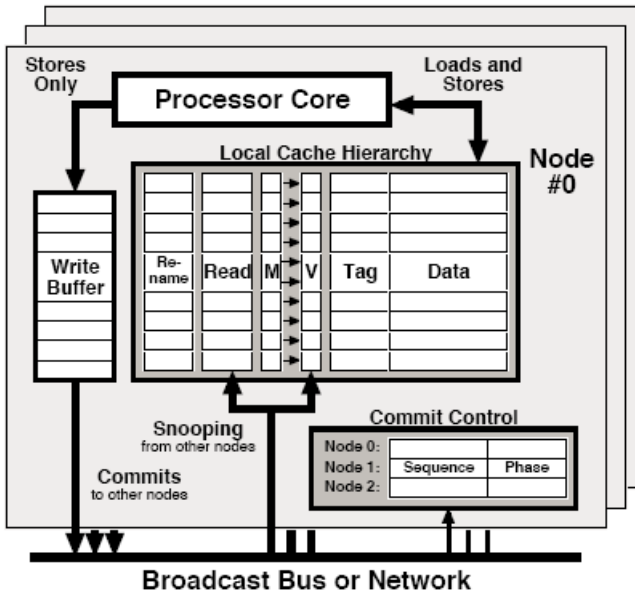 Stores
Only
Processor Core
Loads and
Stores
Local Cache Hierarchy
Node
#0
Write
Buffer
Re-
name
Read
M
V
Tag
Data
Snooping
from other nodes
Commits
to other nodes
Commit Control
Node 0:
Node 1:
Sequence
Phase
Node 2:
Broadcast Bus or Network